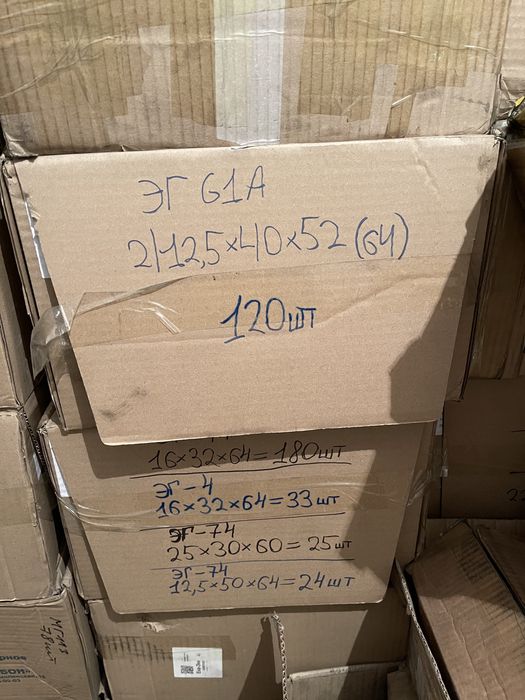 ЭГ 61А
2/12,5×40×52 (64)
120шт
16×32×64=180шт
ЭГ-4
16×32×64=33шт
ЭГ-74
25×30×60=25шт
ЭГ-74
12,5×50×64=24шт
78шт